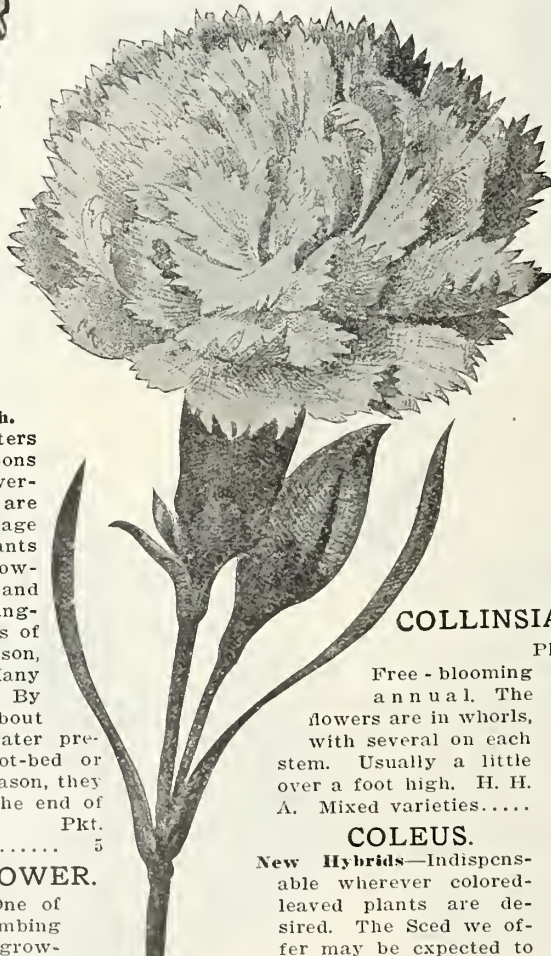 h.
ters
ons
ver-
are
age
ants
ow-
and
ng-
s of
son,
any
By
bout
ater pre-
ot-bed or
ason, they
he end of
Pkt.
...... 5
OWER.
One of
mbing
grow-
COLLINSIA
Free - blooming
annual. The
flowers are in whorls,
with several on each
stem. Usually a little
over a foot high. H. H.
A. Mixed varieties.....
COLEUS.
New Hybrids—Indispens-
able wherever colored-
leaved plants are de-
sired. The Seed we of-
fer may be expected to